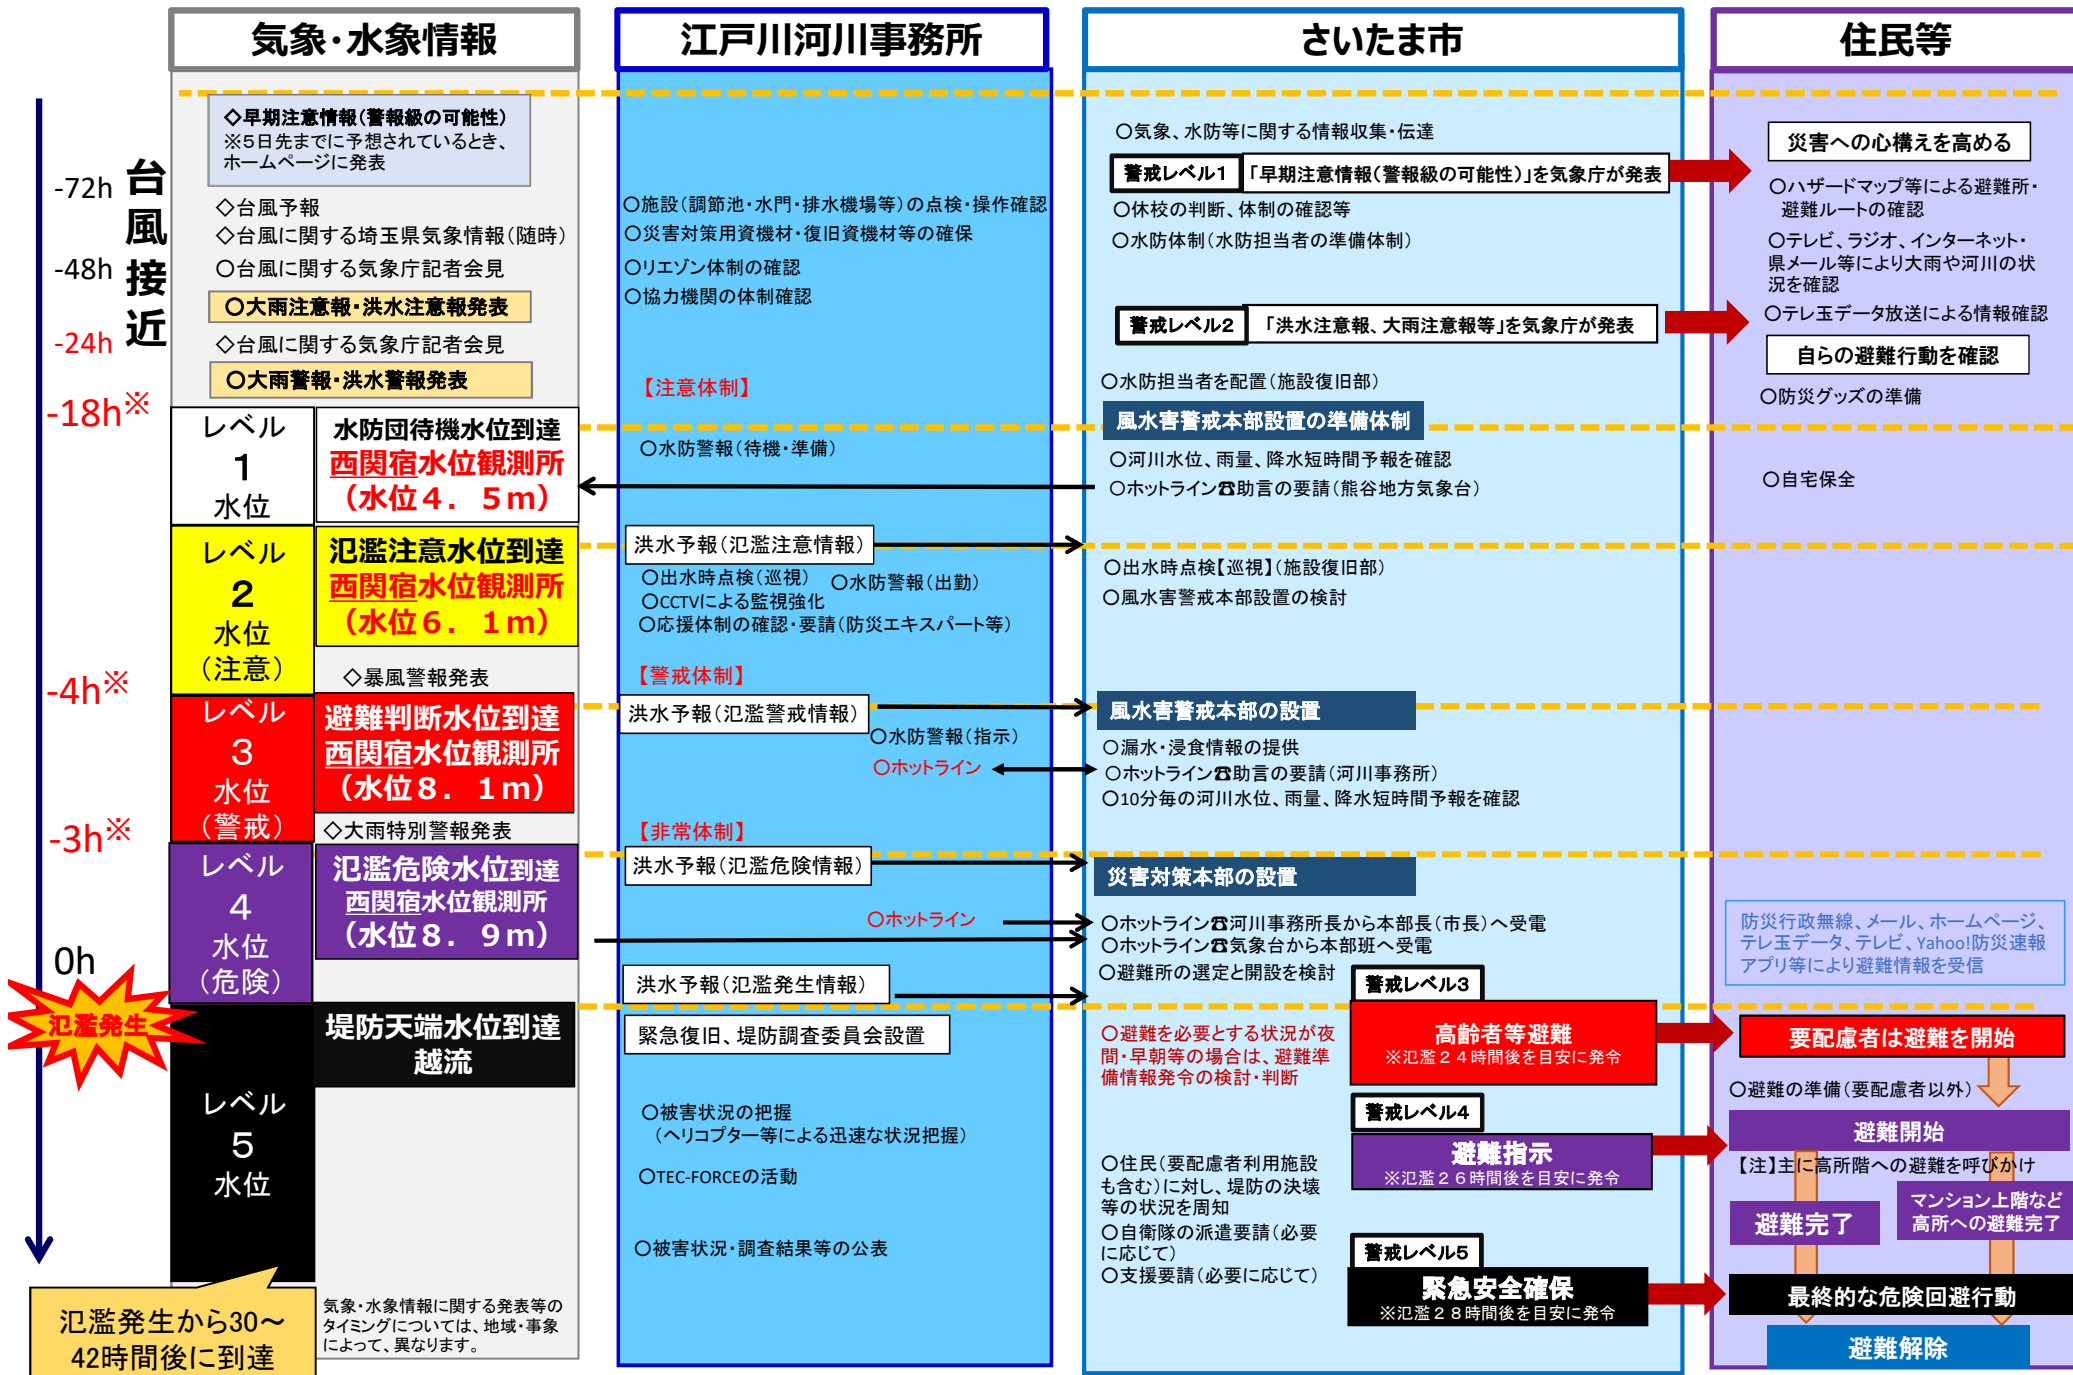 気象・水象情報
江戸川河川事務所
さいたま市
住民等
台風接近
-72h
-48h
-24h
-18h※
-4h※
-3h※
0h
氾濫発生
氾濫発生から30～
42時間後に到達
◇早期注意情報（警報級の可能性）
※5日先までに予想されているとき、
ホームページに発表
◇台風予報
◇台風に関する埼玉県気象情報（随時）
○台風に関する気象庁記者会見
○大雨注意報・洪水注意報発表
◇台風に関する気象庁記者会見
○大雨警報・洪水警報発表
レベル
1
水位
水防団待機水位到達
西関宿水位観測所
（水位４．５ｍ）
レベル
2
水位
（注意）
氾濫注意水位到達
西関宿水位観測所
（水位６．１ｍ）
◇暴風警報発表
レベル
3
水位
（警戒）
避難判断水位到達
西関宿水位観測所
（水位８．１ｍ）
◇大雨特別警報発表
レベル
4
水位
（危険）
氾濫危険水位到達
西関宿水位観測所
（水位８．９ｍ）
レベル
5
水位
堤防天端水位到達
越流
気象・水象情報に関する発表等の
タイミングについては、地域・事象
によって、異なります。
○施設（調節池・水門・排水機場等）の点検・操作確認
○災害対策用資機材・復旧資機材等の確保
○リエゾン体制の確認
○協力機関の体制確認
【注意体制】
○水防警報（待機・準備）
洪水予報（氾濫注意情報）
○出水時点検（巡視）
○水防警報（出勤）
○CCTVによる監視強化
○応援体制の確認・要請（防災エキスパート等）
【警戒体制】
洪水予報（氾濫警戒情報）
○水防警報（指示）
○ホットライン
【非常体制】
洪水予報（氾濫危険情報）
○ホットライン
洪水予報（氾濫発生情報）
緊急復旧、堤防調査委員会設置
○被害状況の把握
（ヘリコプター等による迅速な状況把握）
○TEC-FORCEの活動
○被害状況・調査結果等の公表
○気象、水防等に関する情報収集・伝達
警戒レベル1
「早期注意情報（警報級の可能性）」を気象庁が発表
○休校の判断、体制の確認等
○水防体制（水防担当者の準備体制）
警戒レベル2
「洪水注意報、大雨注意報等」を気象庁が発表
○水防担当者を配置（施設復旧部）
風水害警戒本部設置の準備体制
○河川水位、雨量、降水短時間予報を確認
○ホットライン☎助言の要請（熊谷地方気象台）
○出水時点検【巡視】（施設復旧部）
○風水害警戒本部設置の検討
風水害警戒本部の設置
○漏水・浸食情報の提供
○ホットライン☎助言の要請（河川事務所）
○10分毎の河川水位、雨量、降水短時間予報を確認
災害対策本部の設置
○ホットライン☎河川事務所長から本部長（市長）へ受電
○ホットライン☎気象台から本部班へ受電
○避難所の選定と開設を検討
警戒レベル3
高齢者等避難
※氾濫２４時間後を目安に発令
○避難を必要とする状況が夜
間・早朝等の場合は、避難準
備情報発令の検討・判断
警戒レベル4
避難指示
※氾濫２６時間後を目安に発令
○住民（要配慮者利用施設
も含む）に対し、堤防の決壊
等の状況を周知
○自衛隊の派遣要請（必要
に応じて）
○支援要請（必要に応じて）
警戒レベル5
緊急安全確保
※氾濫２８時間後を目安に発令
災害への心構えを高める
○ハザードマップ等による避難所・
避難ルートの確認
○テレビ、ラジオ、インターネット・
県メール等により大雨や河川の状
況を確認
○テレ玉データ放送による情報確認
自らの避難行動を確認
○防災グッズの準備
○自宅保全
防災行政無線、メール、ホームページ、
テレ玉データ、テレビ、Yahoo!防災速報
アプリ等により避難情報を受信
要配慮者は避難を開始
○避難の準備（要配慮者以外）
避難開始
【注】主に高所階への避難を呼びかけ
避難完了
マンション上階など
高所への避難完了
最終的な危険回避行動
避難解除